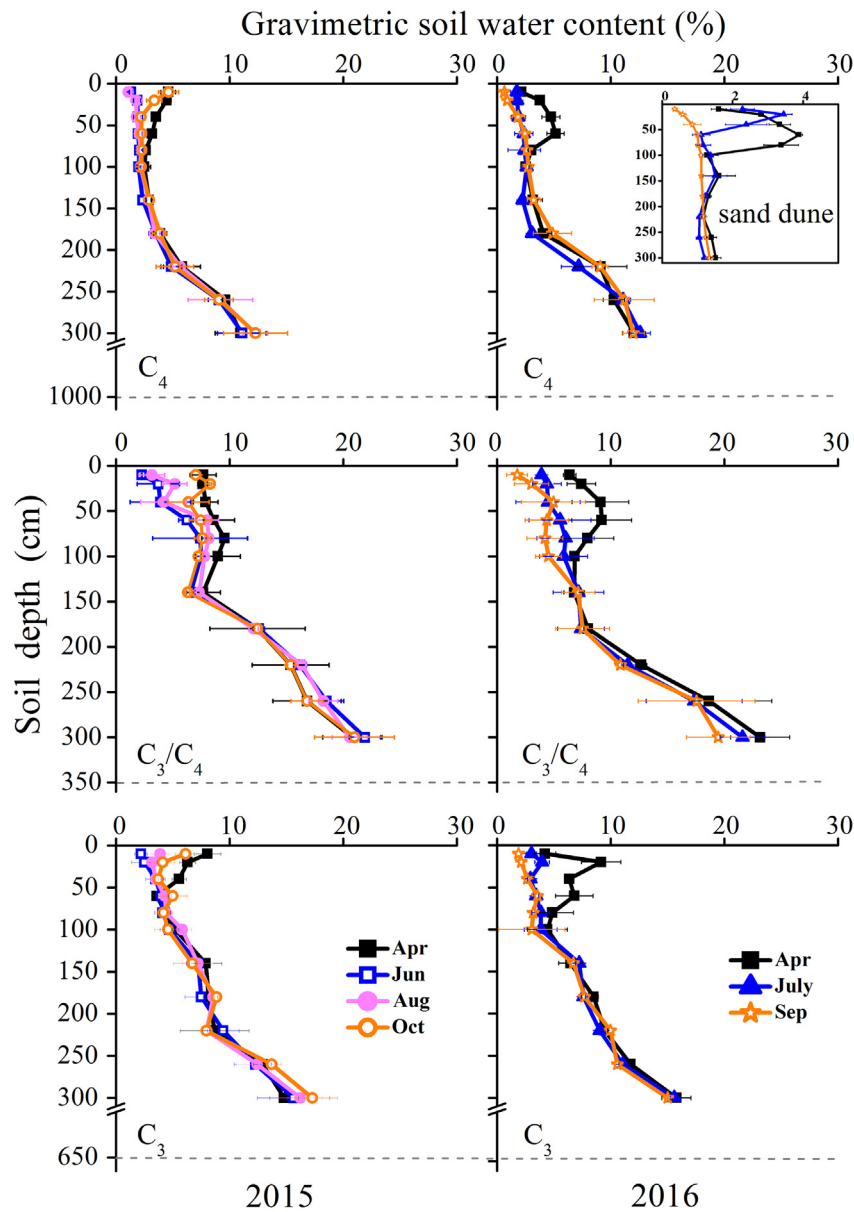 Gravimetric soil water content (%)
0 10 20 30 0 10 20 30
0
50
100
150
200
250
300
1000
C4
0 2 4
50
100
150
200
250
300
sand dune
C4
0 10 20 30 0 10 20 30
0
50
100
150
200
250
300
350
C3/C4
C3/C4
Soil depth (cm)
0 10 20 30 0 10 20 30
0
50
100
150
200
250
300
650
Apr
Jun
Aug
Oct
C3
Apr
July
Sep
C3
2015 2016